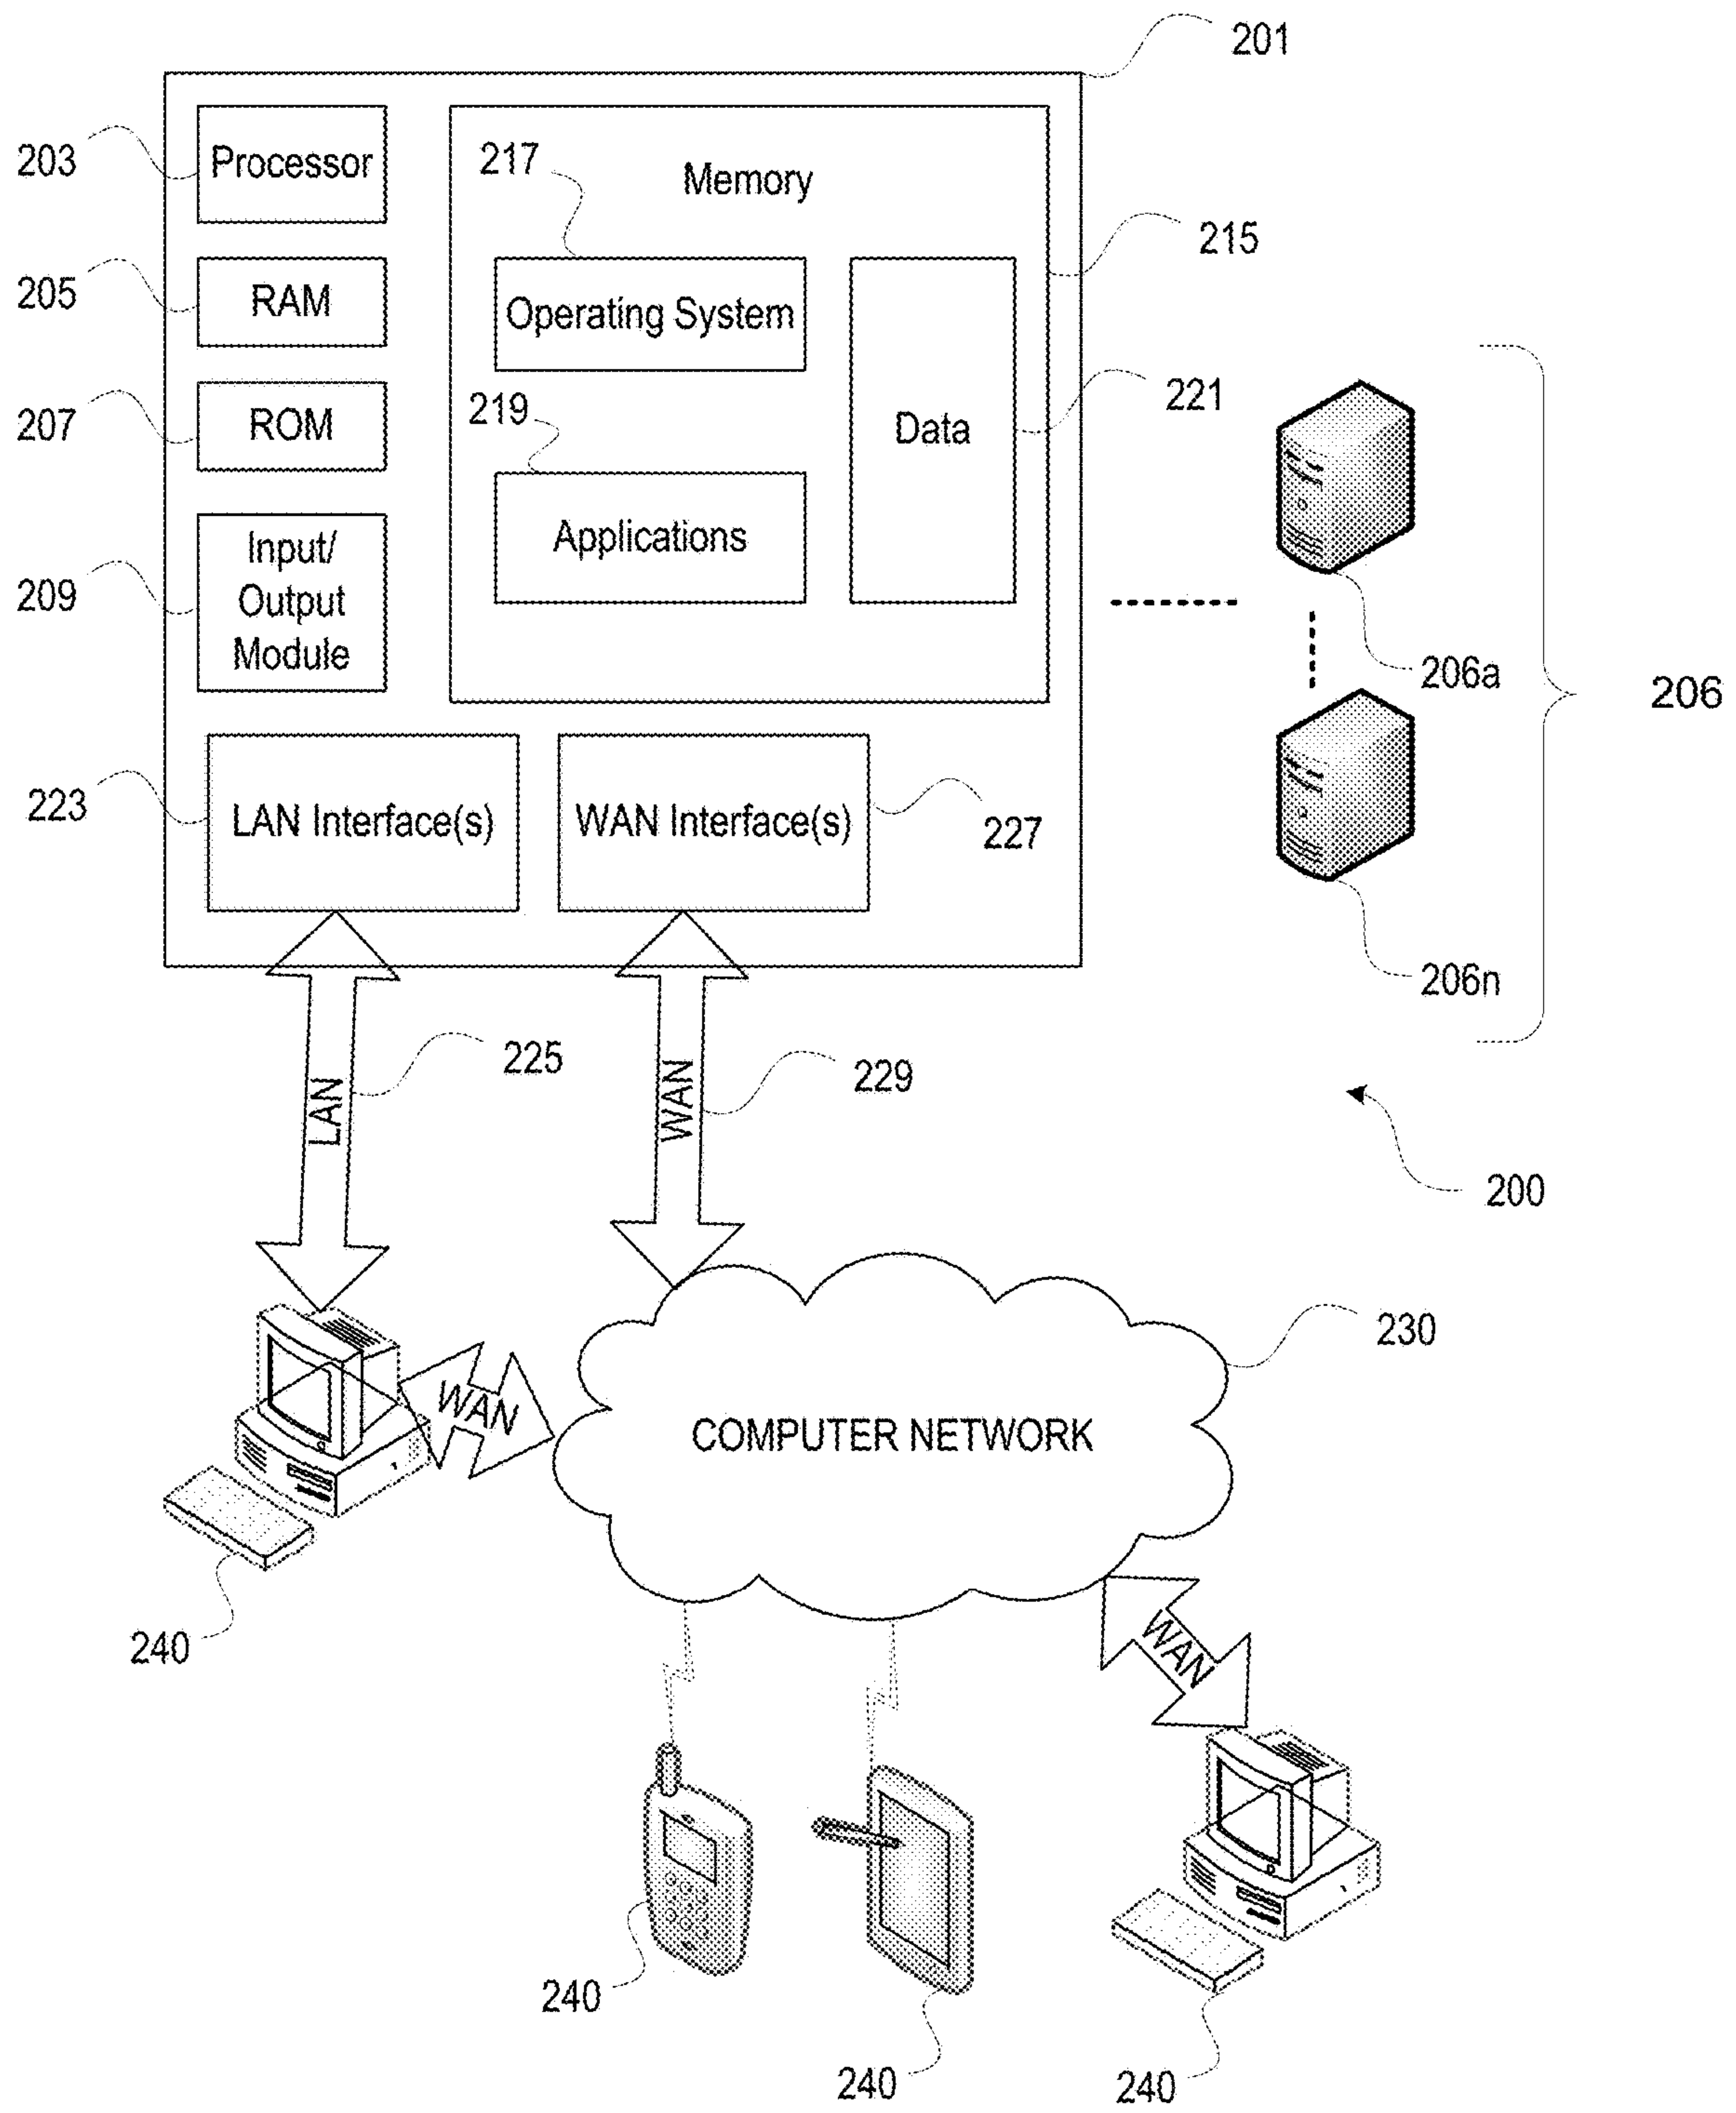 201
203
Processor
217
Memory
215
205
RAM
Operating System
221
207
ROM
219
Data
Applications
209
Input/
Output
Module
206a
206
223
LAN Interface(s)
WAN Interface(s)
227
206n
225
LAN
229
WAN
200
230
WAN
COMPUTER NETWORK
240
WAN
240
240
240